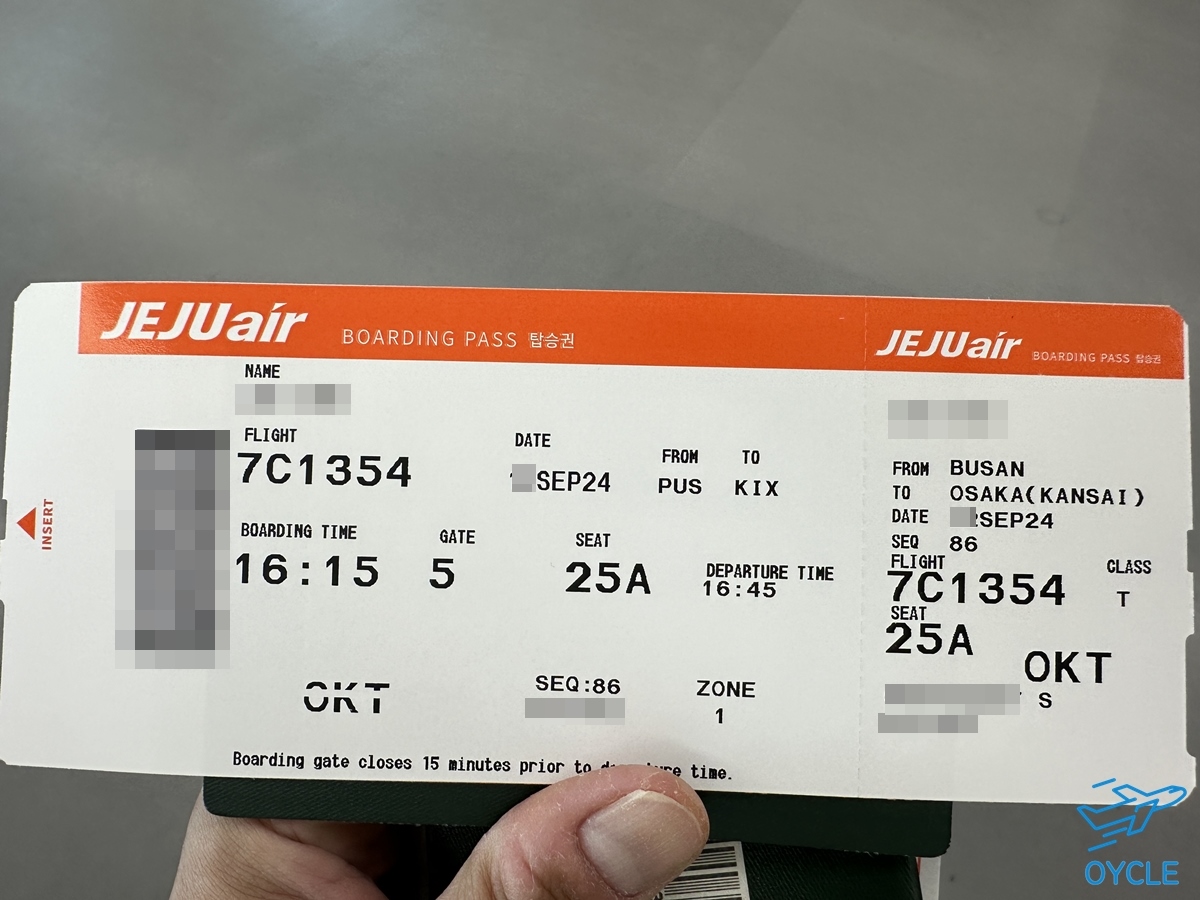 JEJUair BOARDING PASS 탑승권
NAME
FLIGHT
7C1354
DATE
SEP24
FROM TO
PUS KIX
BOARDING TIME
16:15
GATE
5
SEAT
25A
DEPARTURE TIME
16:45
OKT
SEQ:86
ZONE
1
Boarding gate closes 15 minutes prior to time.
INSERT
JEJUair BOARDING PASS 탑승권
FROM BUSAN
TO OSAKA(KANSAI)
DATE SEP24
SEQ 86
FLIGHT
7C1354
CLASS
T
SEAT
25A
OKT
S
OYCLE